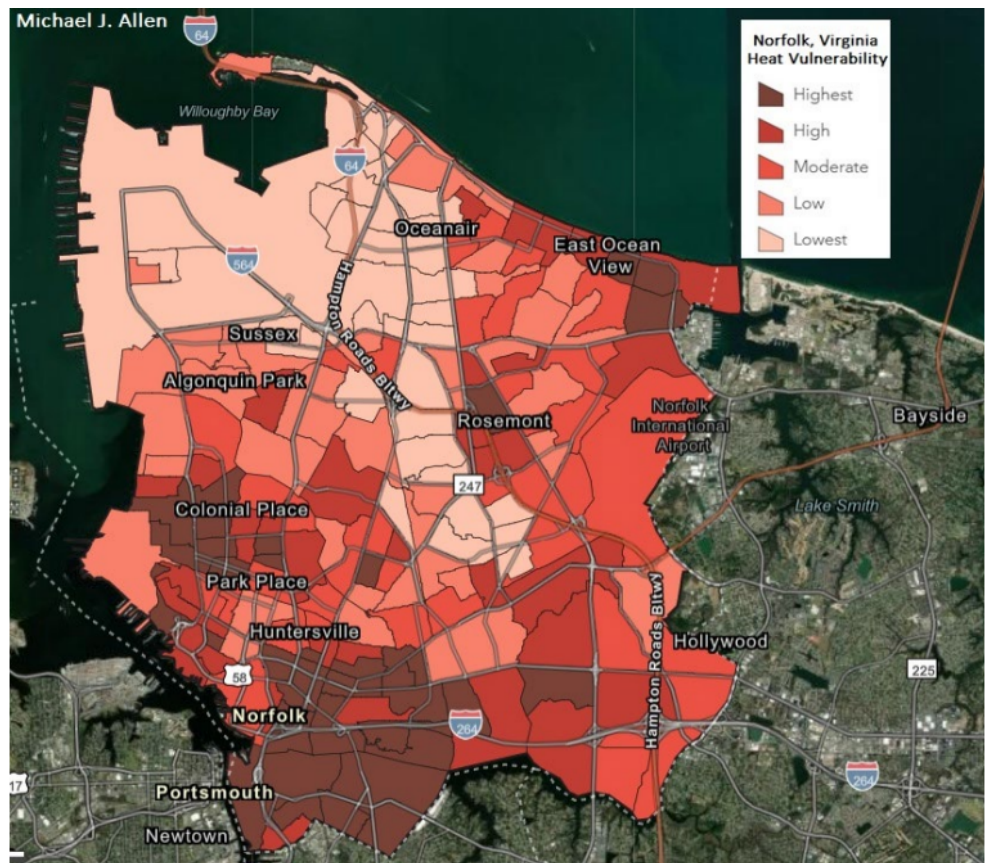 Michael J. Allen
64
Norfolk, Virginia
Heat Vulnerability
Highest
High
Moderate
Low
Lowest
Willoughby Bay
64
Oceanair
East Ocean
View
564
Hampton Roads Bltwy
Sussex
Algonquin Park
Rosemont
Norfolk
International
Airport
Bayside
247
Colonial Place
Lake Smith
Park Place
Huntersville
Hampton Roads Bltwy
Hollywood
58
225
Norfolk
264
264
17
Portsmouth
Newtown